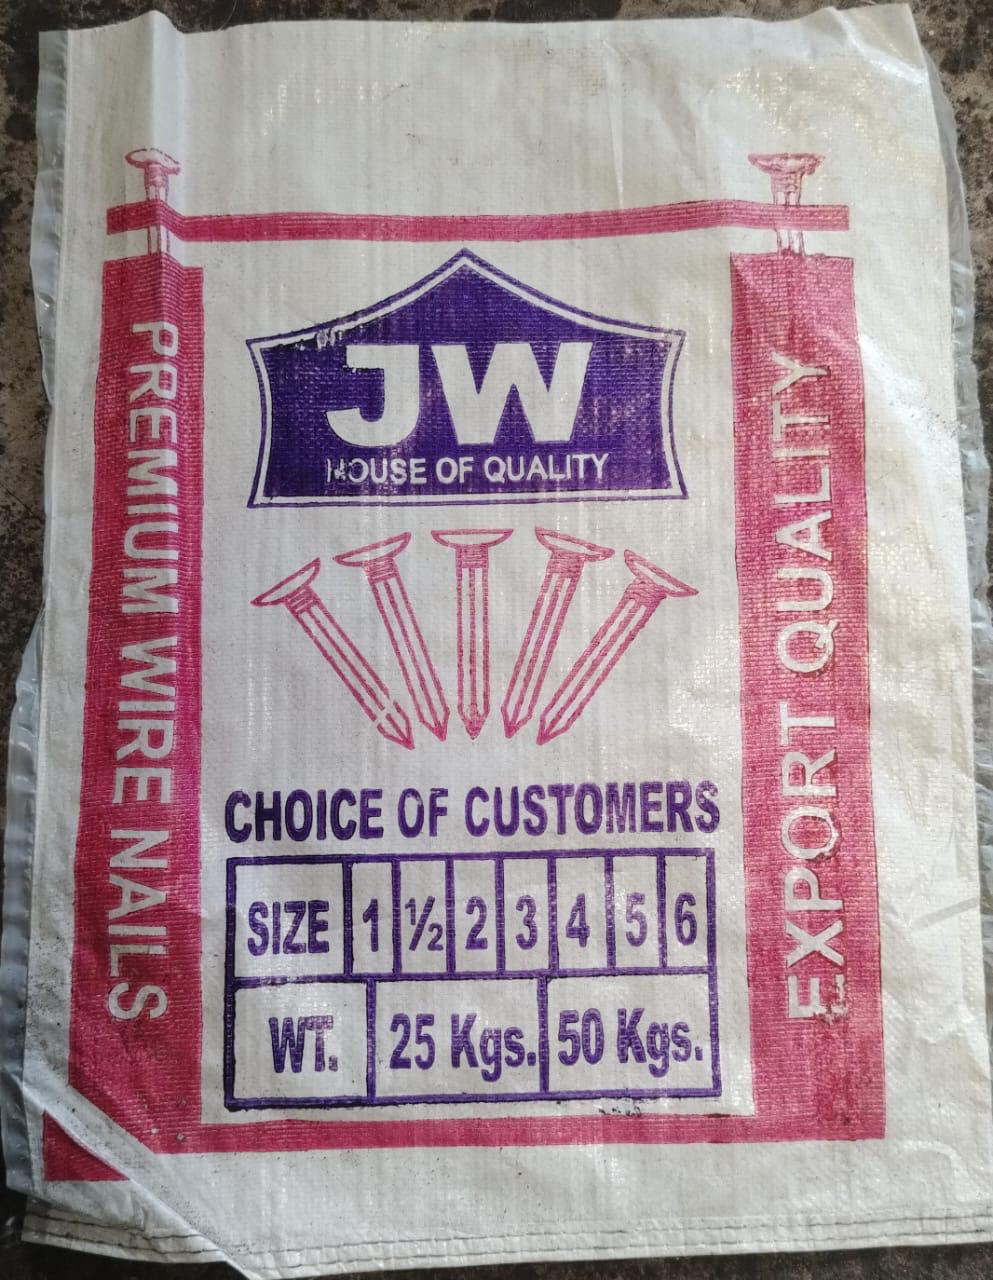 JW
HOUSE OF QUALITY
PREMIUM WIRE NAILS
EXPORT QUALITY
CHOICE OF CUSTOMERS
SIZE 1 ½ 2 3 4 5 6
WT. 25 Kgs. 50 Kgs.